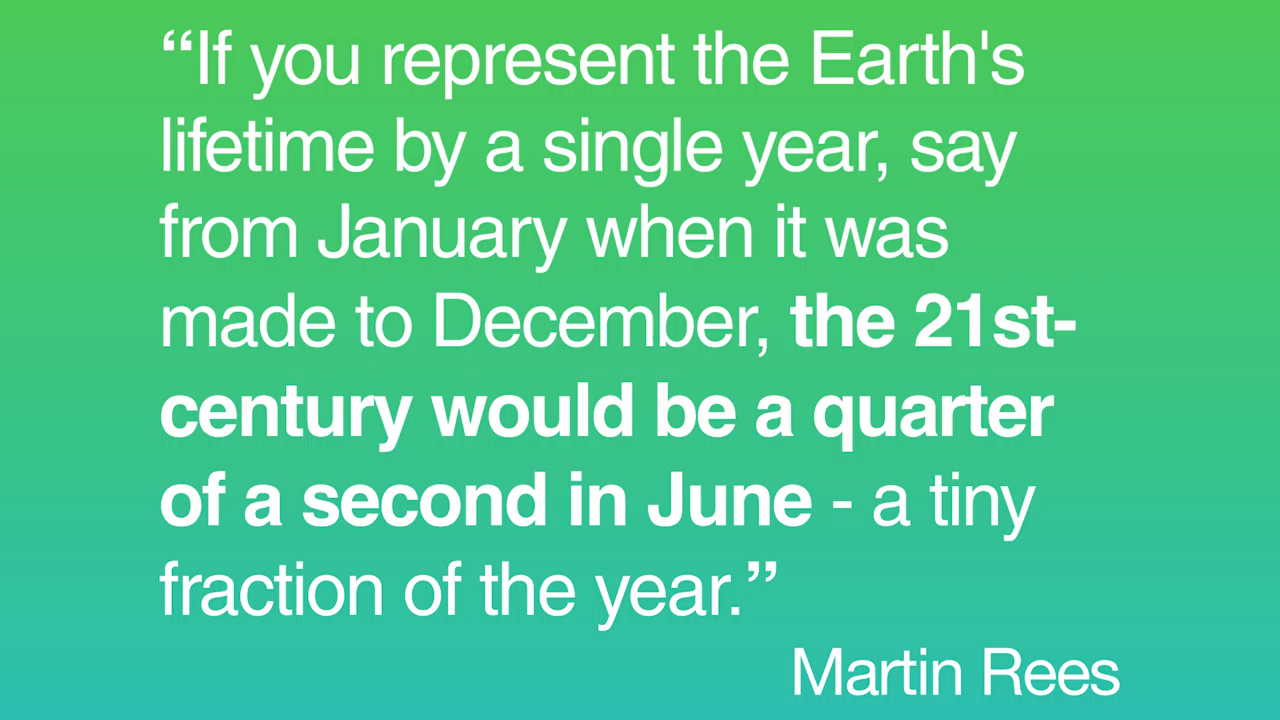 “If you represent the Earth's
lifetime by a single year, say
from January when it was
made to December, the 21st-
century would be a quarter
of a second in June - a tiny
fraction of the year.”
Martin Rees